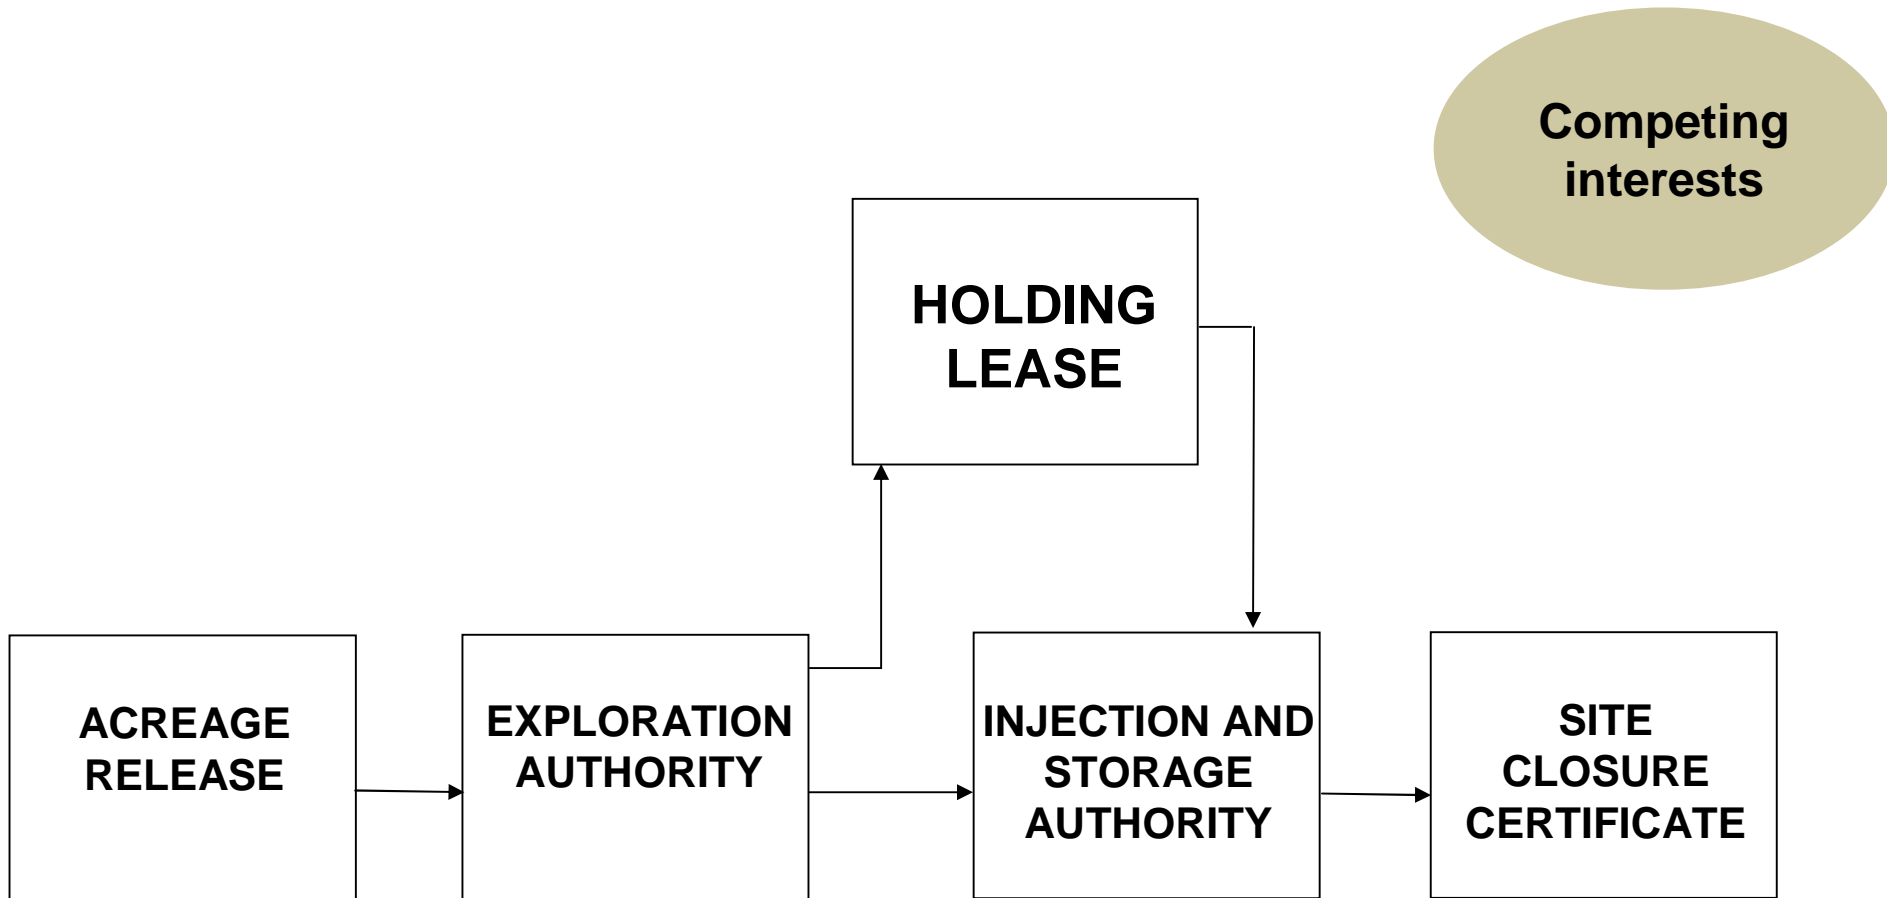 Competing
interests
HOLDING
LEASE
ACREAGE
RELEASE
EXPLORATION
AUTHORITY
INJECTION AND
STORAGE
AUTHORITY
SITE
CLOSURE
CERTIFICATE